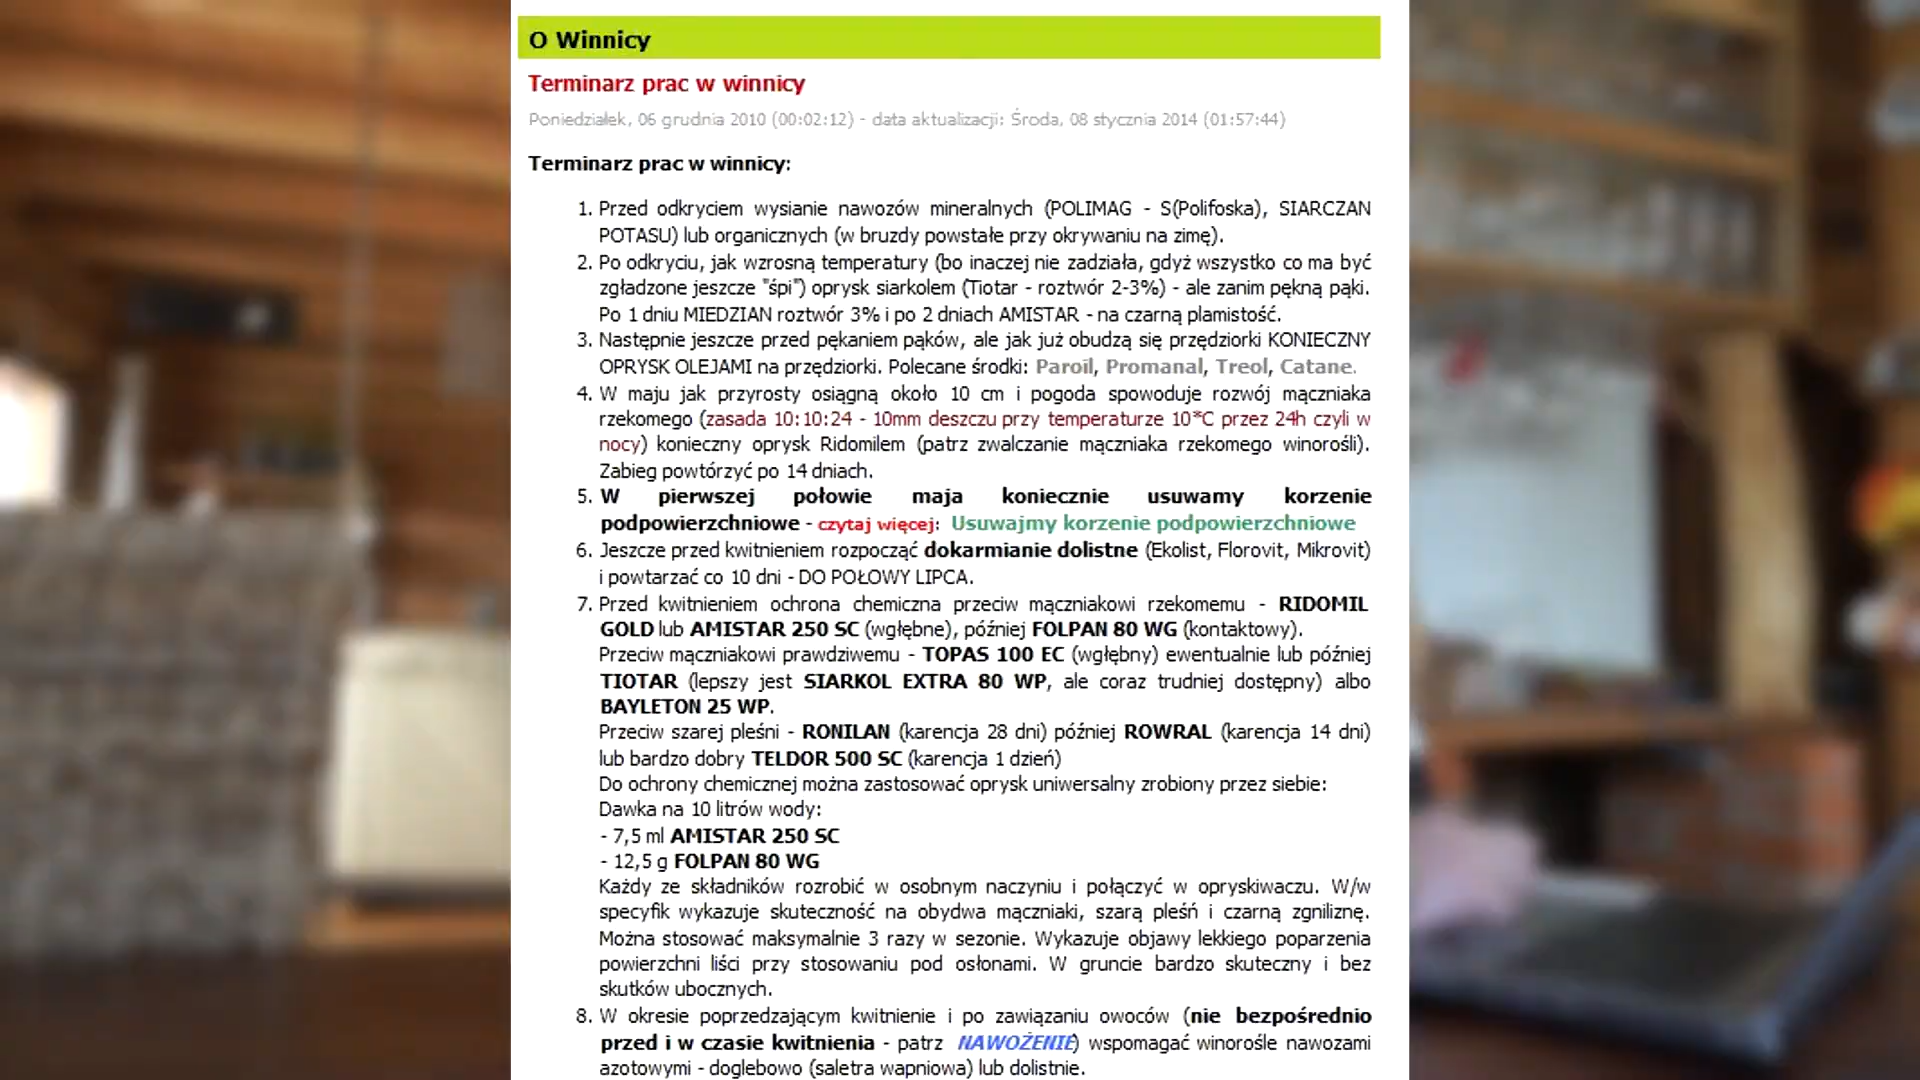 O Winnicy
Terminarz prac w winnicy
Poniedziałek, 06 grudnia 2010 (00:02:12) - data aktualizacji: Środa, 08 stycznia 2014 (01:57:44)
Terminarz prac w winnicy:
1. Przed odkryciem wysianie nawozów mineralnych (POLIMAG - S(Polifoska), SIARCZAN
POTASU) lub organicznych (w bruzdy powstałe przy okrywaniu na zimę).
2. Po odkryciu, jak wzrosną temperatury (bo inaczej nie zadziała, gdyż wszystko co ma być
zgładzone jeszcze "śpi") oprysk siarkolem (Tiotar - roztwór 2-3%) - ale zanim pękną pąki.
Po 1 dniu MIEDZIAN roztwór 3% i po 2 dniach AMISTAR - na czarną plamistość.
3. Następnie jeszcze przed pękaniem pąków, ale jak już obudzą się przędziorki KONIECZNY
OPRYSK OLEJAMI na przędziorki. Polecane środki: Paroil, Promanal, Treol, Catane.
4. W maju jak przyrosty osiągną około 10 cm i pogoda spowoduje rozwój mączniaka
rzekomego (zasada 10:10:24 - 10mm deszczu przy temperaturze 10*C przez 24h czyli w
nocy) konieczny oprysk Ridomilem (patrz zwalczanie mączniaka rzekomego winorośli).
Zabieg powtórzyć po 14 dniach.
5. W pierwszej połowie maja koniecznie usuwamy korzenie
podpowierzchniowe - czytaj więcej: Usuwajmy korzenie podpowierzchniowe
6. Jeszcze przed kwitnieniem rozpocząć dokarmianie dolistne (Ekolist, Florovit, Mikrovit)
i powtarzać co 10 dni - DO POŁOWY LIPCA.
7. Przed kwitnieniem ochrona chemiczna przeciw mączniakowi rzekomemu - RIDOMIL
GOLD lub AMISTAR 250 SC (wgłębne), później FOLPAN 80 WG (kontaktowy).
Przeciw mączniakowi prawdziwemu - TOPAS 100 EC (wgłębny) ewentualnie lub później
TIOTAR (lepszy jest SIARKOL EXTRA 80 WP, ale coraz trudniej dostępny) albo
BAYLETON 25 WP.
Przeciw szarej pleśni - RONILAN (karencja 28 dni) później ROWRAL (karencja 14 dni)
lub bardzo dobry TELDOR 500 SC (karencja 1 dzień)
Do ochrony chemicznej można zastosować oprysk uniwersalny zrobiony przez siebie:
Dawka na 10 litrów wody:
- 7,5 ml AMISTAR 250 SC
- 12,5 g FOLPAN 80 WG
Każdy ze składników rozrobić w osobnym naczyniu i połączyć w opryskiwaczu. W/w
specyfik wykazuje skuteczność na obydwa mączniaki, szarą pleśń i czarną zgniliznę.
Można stosować maksymalnie 3 razy w sezonie. Wykazuje objawy lekkiego poparzenia
powierzchni liści przy stosowaniu pod osłonami. W gruncie bardzo skuteczny i bez
skutków ubocznych.
8. W okresie poprzedzającym kwitnienie i po zawiązaniu owoców (nie bezpośrednio
przed i w czasie kwitnienia - patrz NAWOŻENIE) wspomagać winorośle nawozami
azotowymi - doglebowo (saletra wapniowa) lub dolistnie.